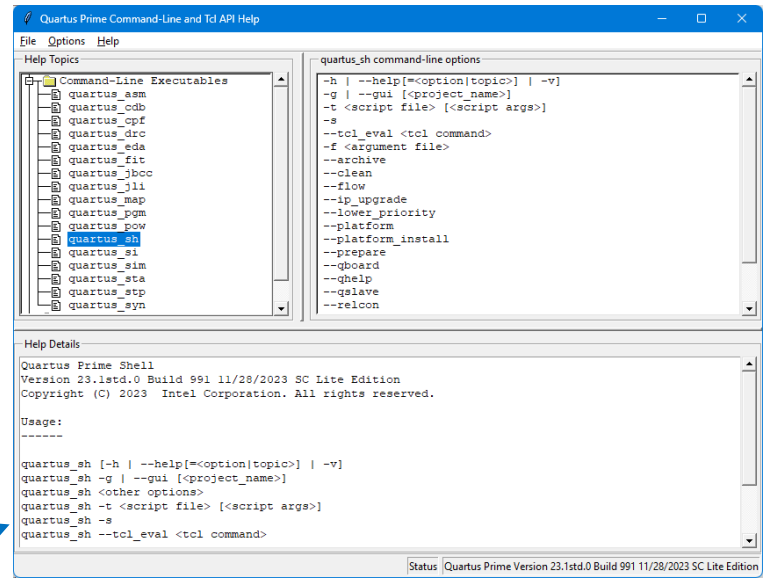 Quartus Prime Command-Line and Tcl API Help
File Options Help
Help Topics
Command-Line Executables
quartus_asm
quartus_cdb
quartus_cpf
quartus_drc
quartus_eda
quartus_fit
quartus_jbcc
quartus_jli
quartus_map
quartus_pgm
quartus_pow
quartus_sh
quartus_si
quartus_sim
quartus_sta
quartus_stp
quartus_syn
quartus_sh command-line options
-h | --help[=<option|topic>] | -v]
-g | --gui [<project_name>]
-t <script file> [<script args>]
-s
--tcl_eval <tcl command>
-f <argument file>
--archive
--clean
--flow
--ip_upgrade
--lower_priority
--platform
--platform_install
--prepare
--qboard
--qhelp
--qslave
--relcon
Help Details
Quartus Prime Shell
Version 23.1std.0 Build 991 11/28/2023 SC Lite Edition
Copyright (C) 2023  Intel Corporation. All rights reserved.
Usage:
------
quartus_sh [-h | --help[=<option|topic>] | -v]
quartus_sh -g | --gui [<project_name>]
quartus_sh <other options>
quartus_sh -t <script file> [<script args>]
quartus_sh -s
quartus_sh --tcl_eval <tcl command>
Status Quartus Prime Version 23.1std.0 Build 991 11/28/2023 SC Lite Edition